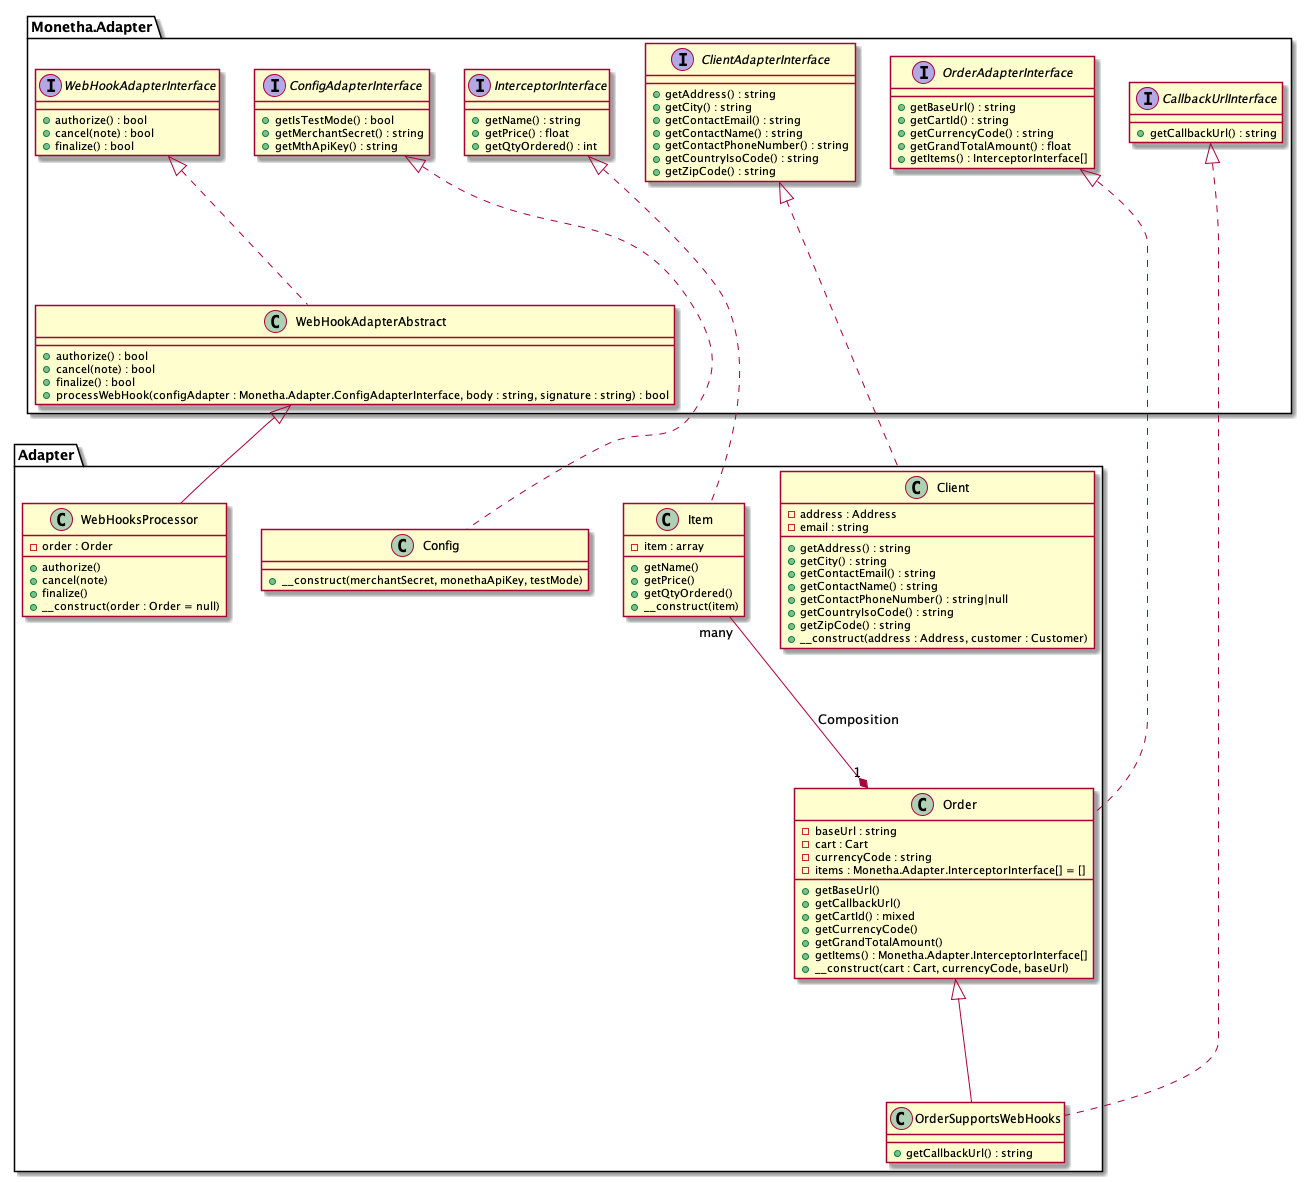 Monetha.Adapter
I WebHookAdapterInterface
authorize() : bool
cancel(note) : bool
finalize() : bool
I ConfigAdapterInterface
getIsTestMode() : bool
getMerchantSecret() : string
getMthApiKey() : string
I InterceptorInterface
getName() : string
getPrice() : float
getQtyOrdered() : int
I ClientAdapterInterface
getAddress() : string
getCity() : string
getContactEmail() : string
getContactName() : string
getContactPhoneNumber() : string
getCountryIsoCode() : string
getZipCode() : string
I OrderAdapterInterface
getBaseUrl() : string
getCartId() : string
getCurrencyCode() : string
getGrandTotalAmount() : float
getItems() : InterceptorInterface[]
I CallbackUrlInterface
getCallbackUrl() : string
C WebHookAdapterAbstract
authorize() : bool
cancel(note) : bool
finalize() : bool
processWebHook(configAdapter : Monetha.Adapter.ConfigAdapterInterface, body : string, signature : string) : bool
Adapter
C WebHooksProcessor
order : Order
authorize()
cancel(note)
finalize()
__construct(order : Order = null)
C Config
__construct(merchantSecret, monethaApiKey, testMode)
C Item
item : array
getName()
getPrice()
getQtyOrdered()
__construct(item)
C Client
address : Address
email : string
getAddress() : string
getCity() : string
getContactEmail() : string
getContactName() : string
getContactPhoneNumber() : string|null
getCountryIsoCode() : string
getZipCode() : string
__construct(address : Address, customer : Customer)
many
Composition
1
C Order
baseUrl : string
cart : Cart
currencyCode : string
items : Monetha.Adapter.InterceptorInterface[] = []
getBaseUrl()
getCallbackUrl()
getCartId() : mixed
getCurrencyCode()
getGrandTotalAmount()
getItems() : Monetha.Adapter.InterceptorInterface[]
__construct(cart : Cart, currencyCode, baseUrl)
C OrderSupportsWebHooks
getCallbackUrl() : string